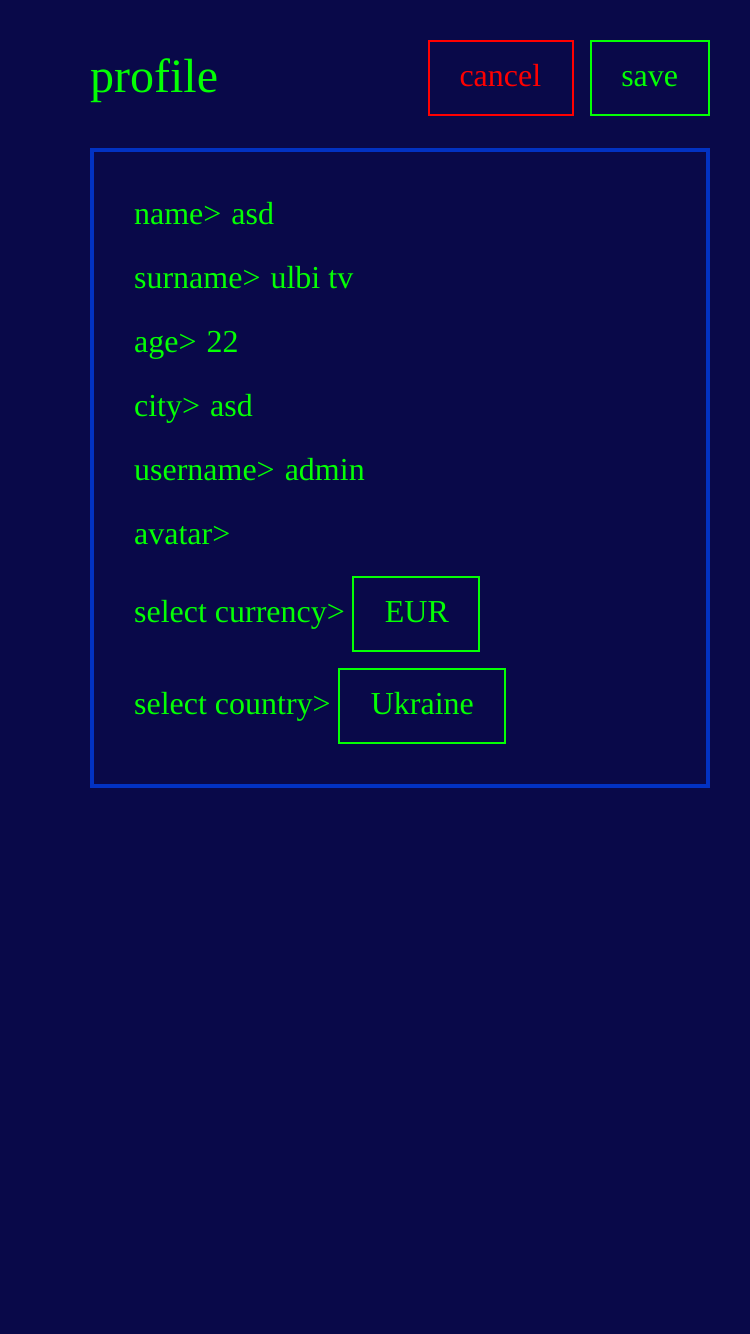 profile
cancel
save
name> asd
surname> ulbi tv
age> 22
city> asd
username> admin
avatar>
select currency> EUR
select country> Ukraine